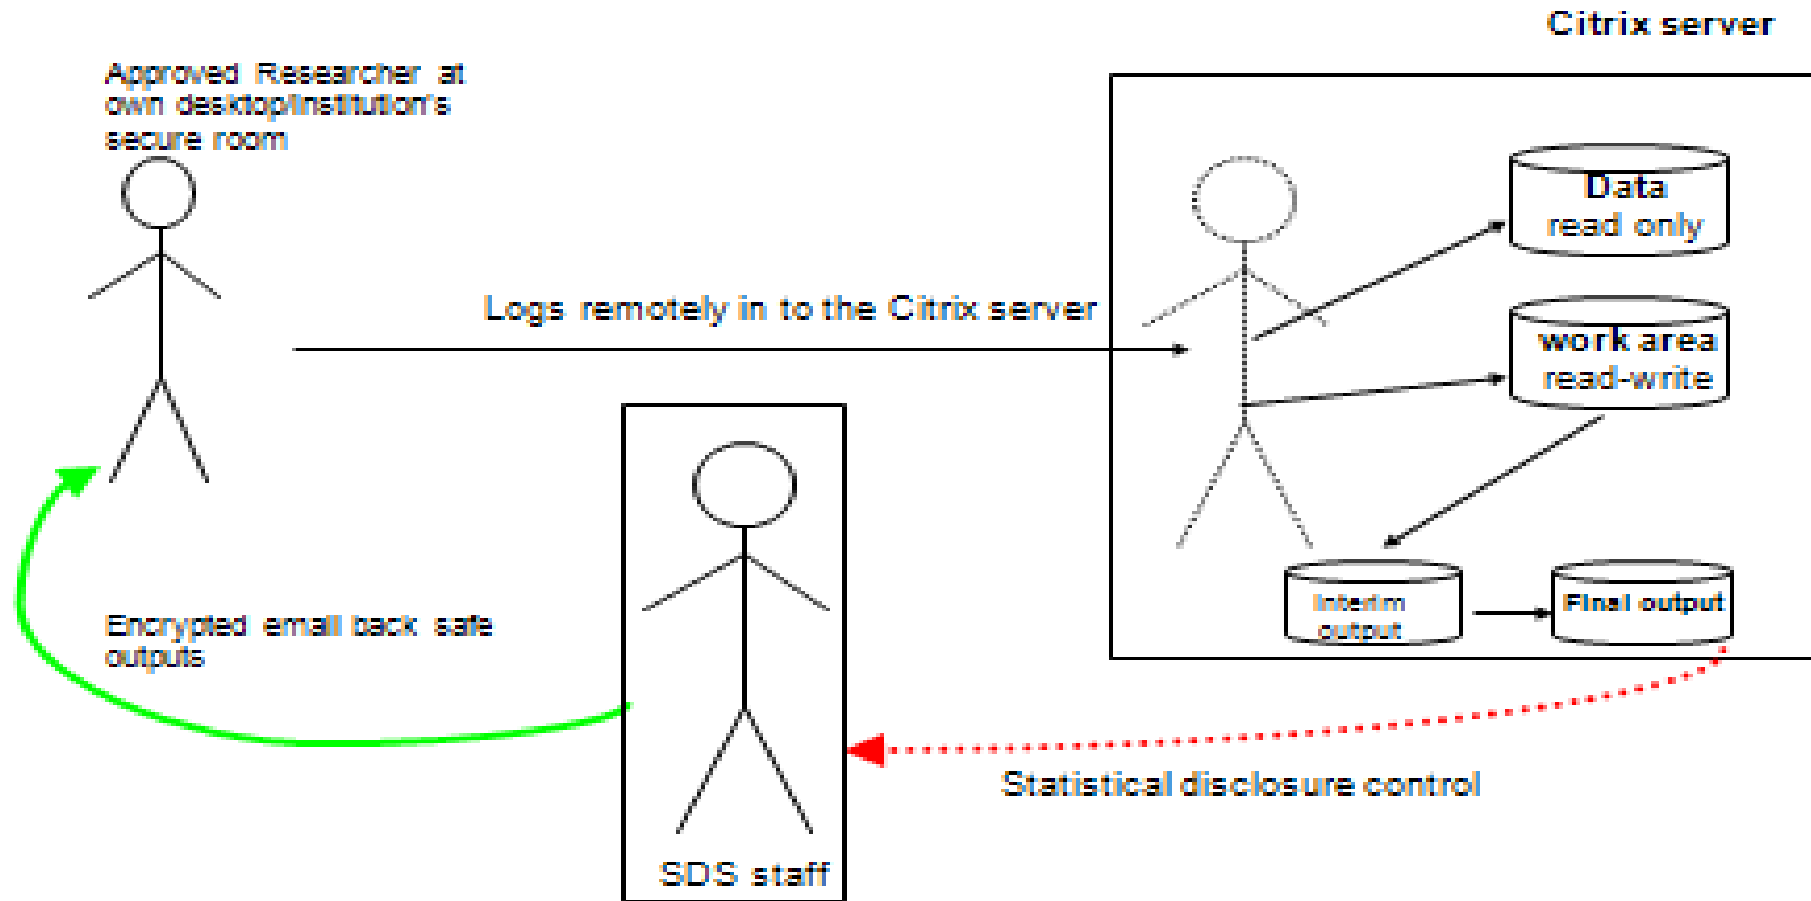 Citrix server
Approved Researcher at
own desktop/institution's
secure room
Data
read only
Logs remotely in to the Citrix server
work area
read-write
Interim
output
Final output
Encrypted email back safe
outputs
Statistical disclosure control
SDS staff